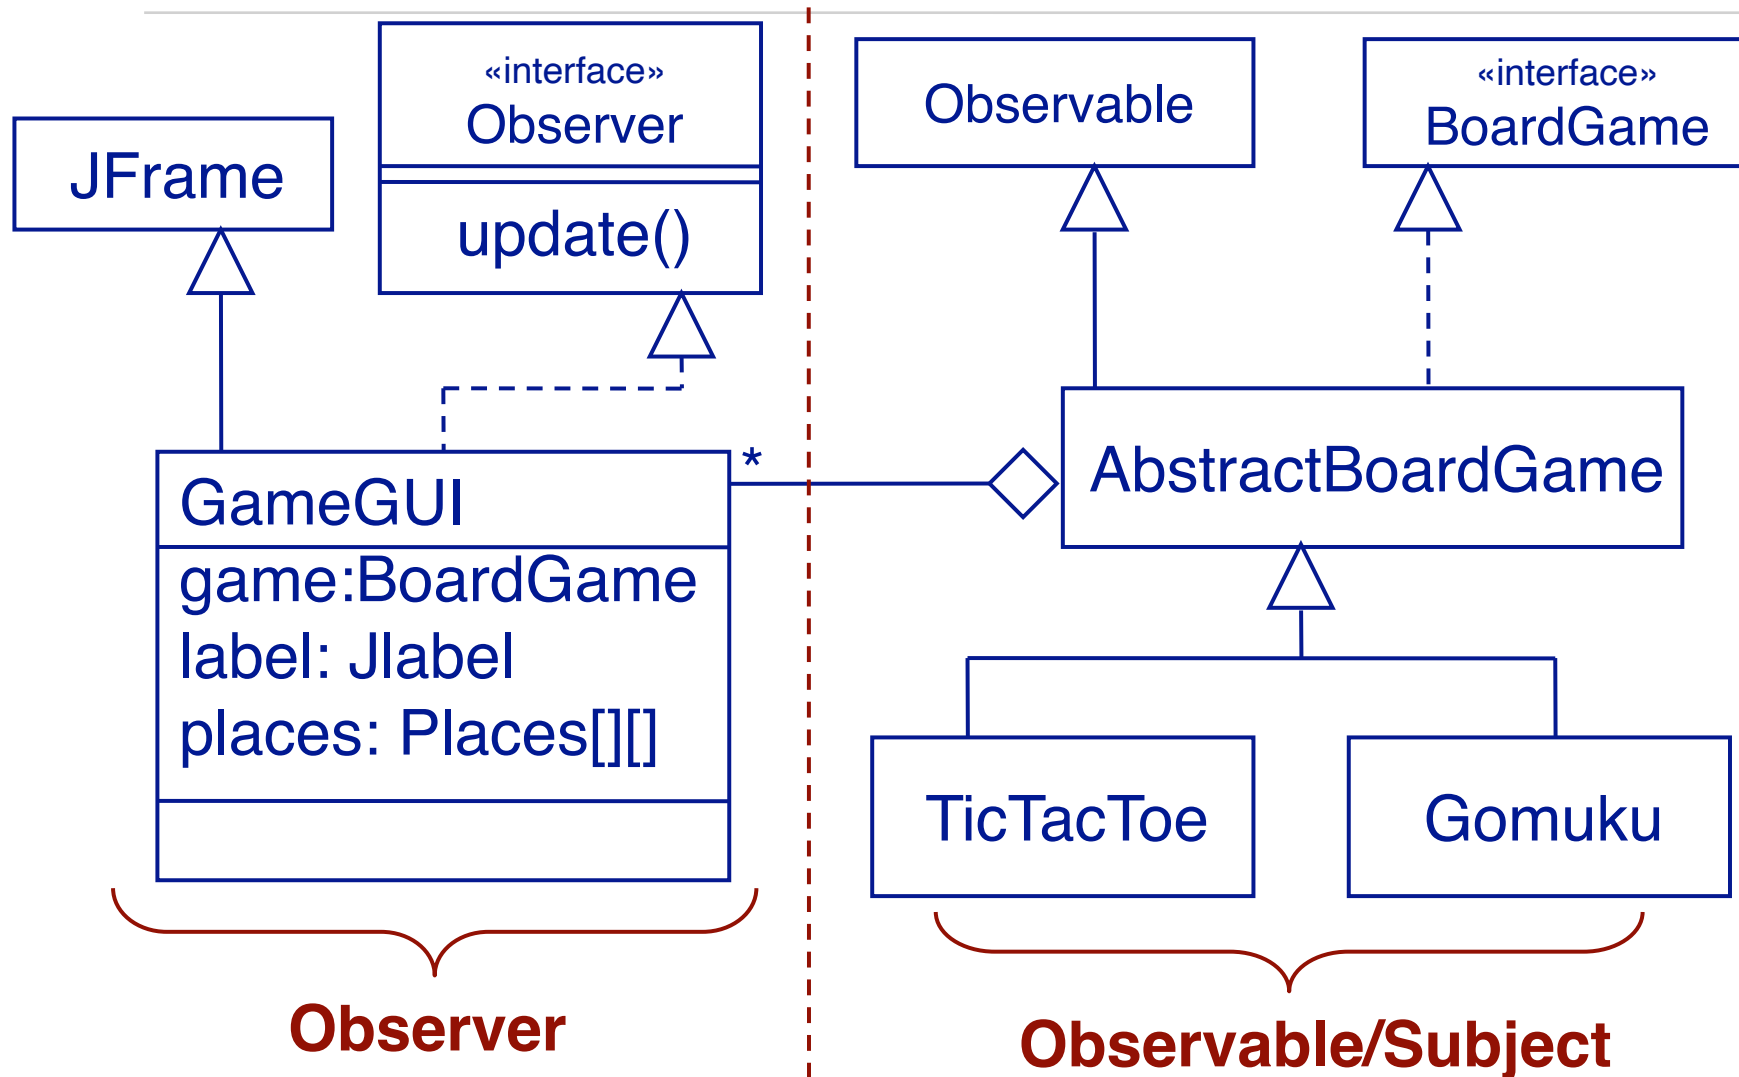 «interface»
Observer
update()
JFrame
Observable
«interface»
BoardGame
GameGUI
game:BoardGame
label: Jlabel
places: Places[][]
*
AbstractBoardGame
TicTacToe
Gomuku
Observer
Observable/Subject